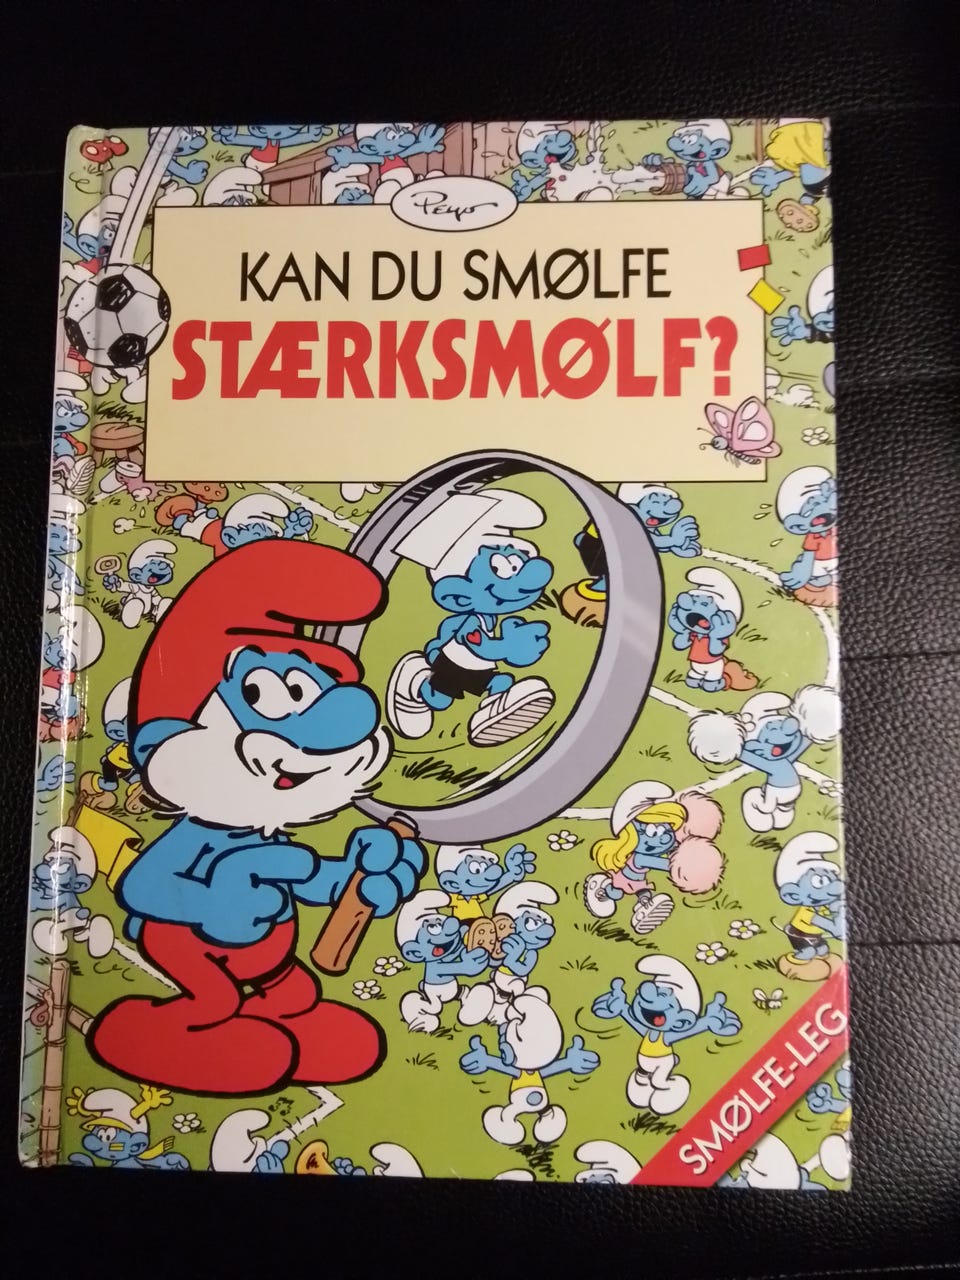 Peyo
KAN DU SMØLFE
STÆRKSMØLF?
SMØLFE-LEG